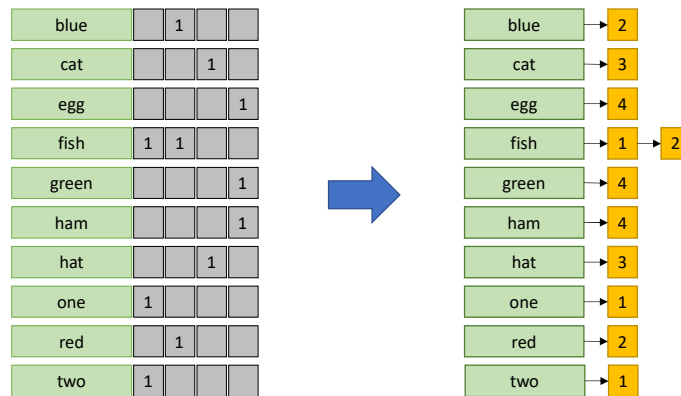 blue 1 blue 2
cat 1 cat 3
egg 1 egg 4
fish 1 1 fish 1 2
green 1 green 4
ham 1 ham 4
hat 1 hat 3
one 1 one 1
red 1 red 2
two 1 two 1